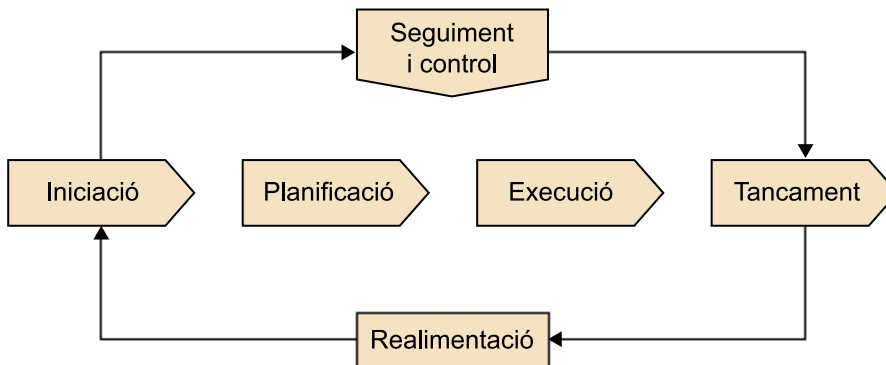 Seguiment
i control
Iniciació
Planificació
Execució
Tancament
Realimentació